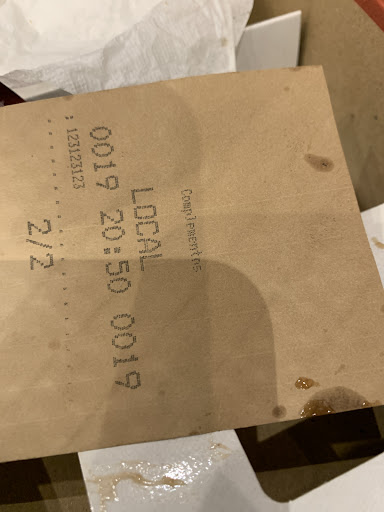 Complementos
LOCAL
0019 20:50 0019
: 123123123
2/2